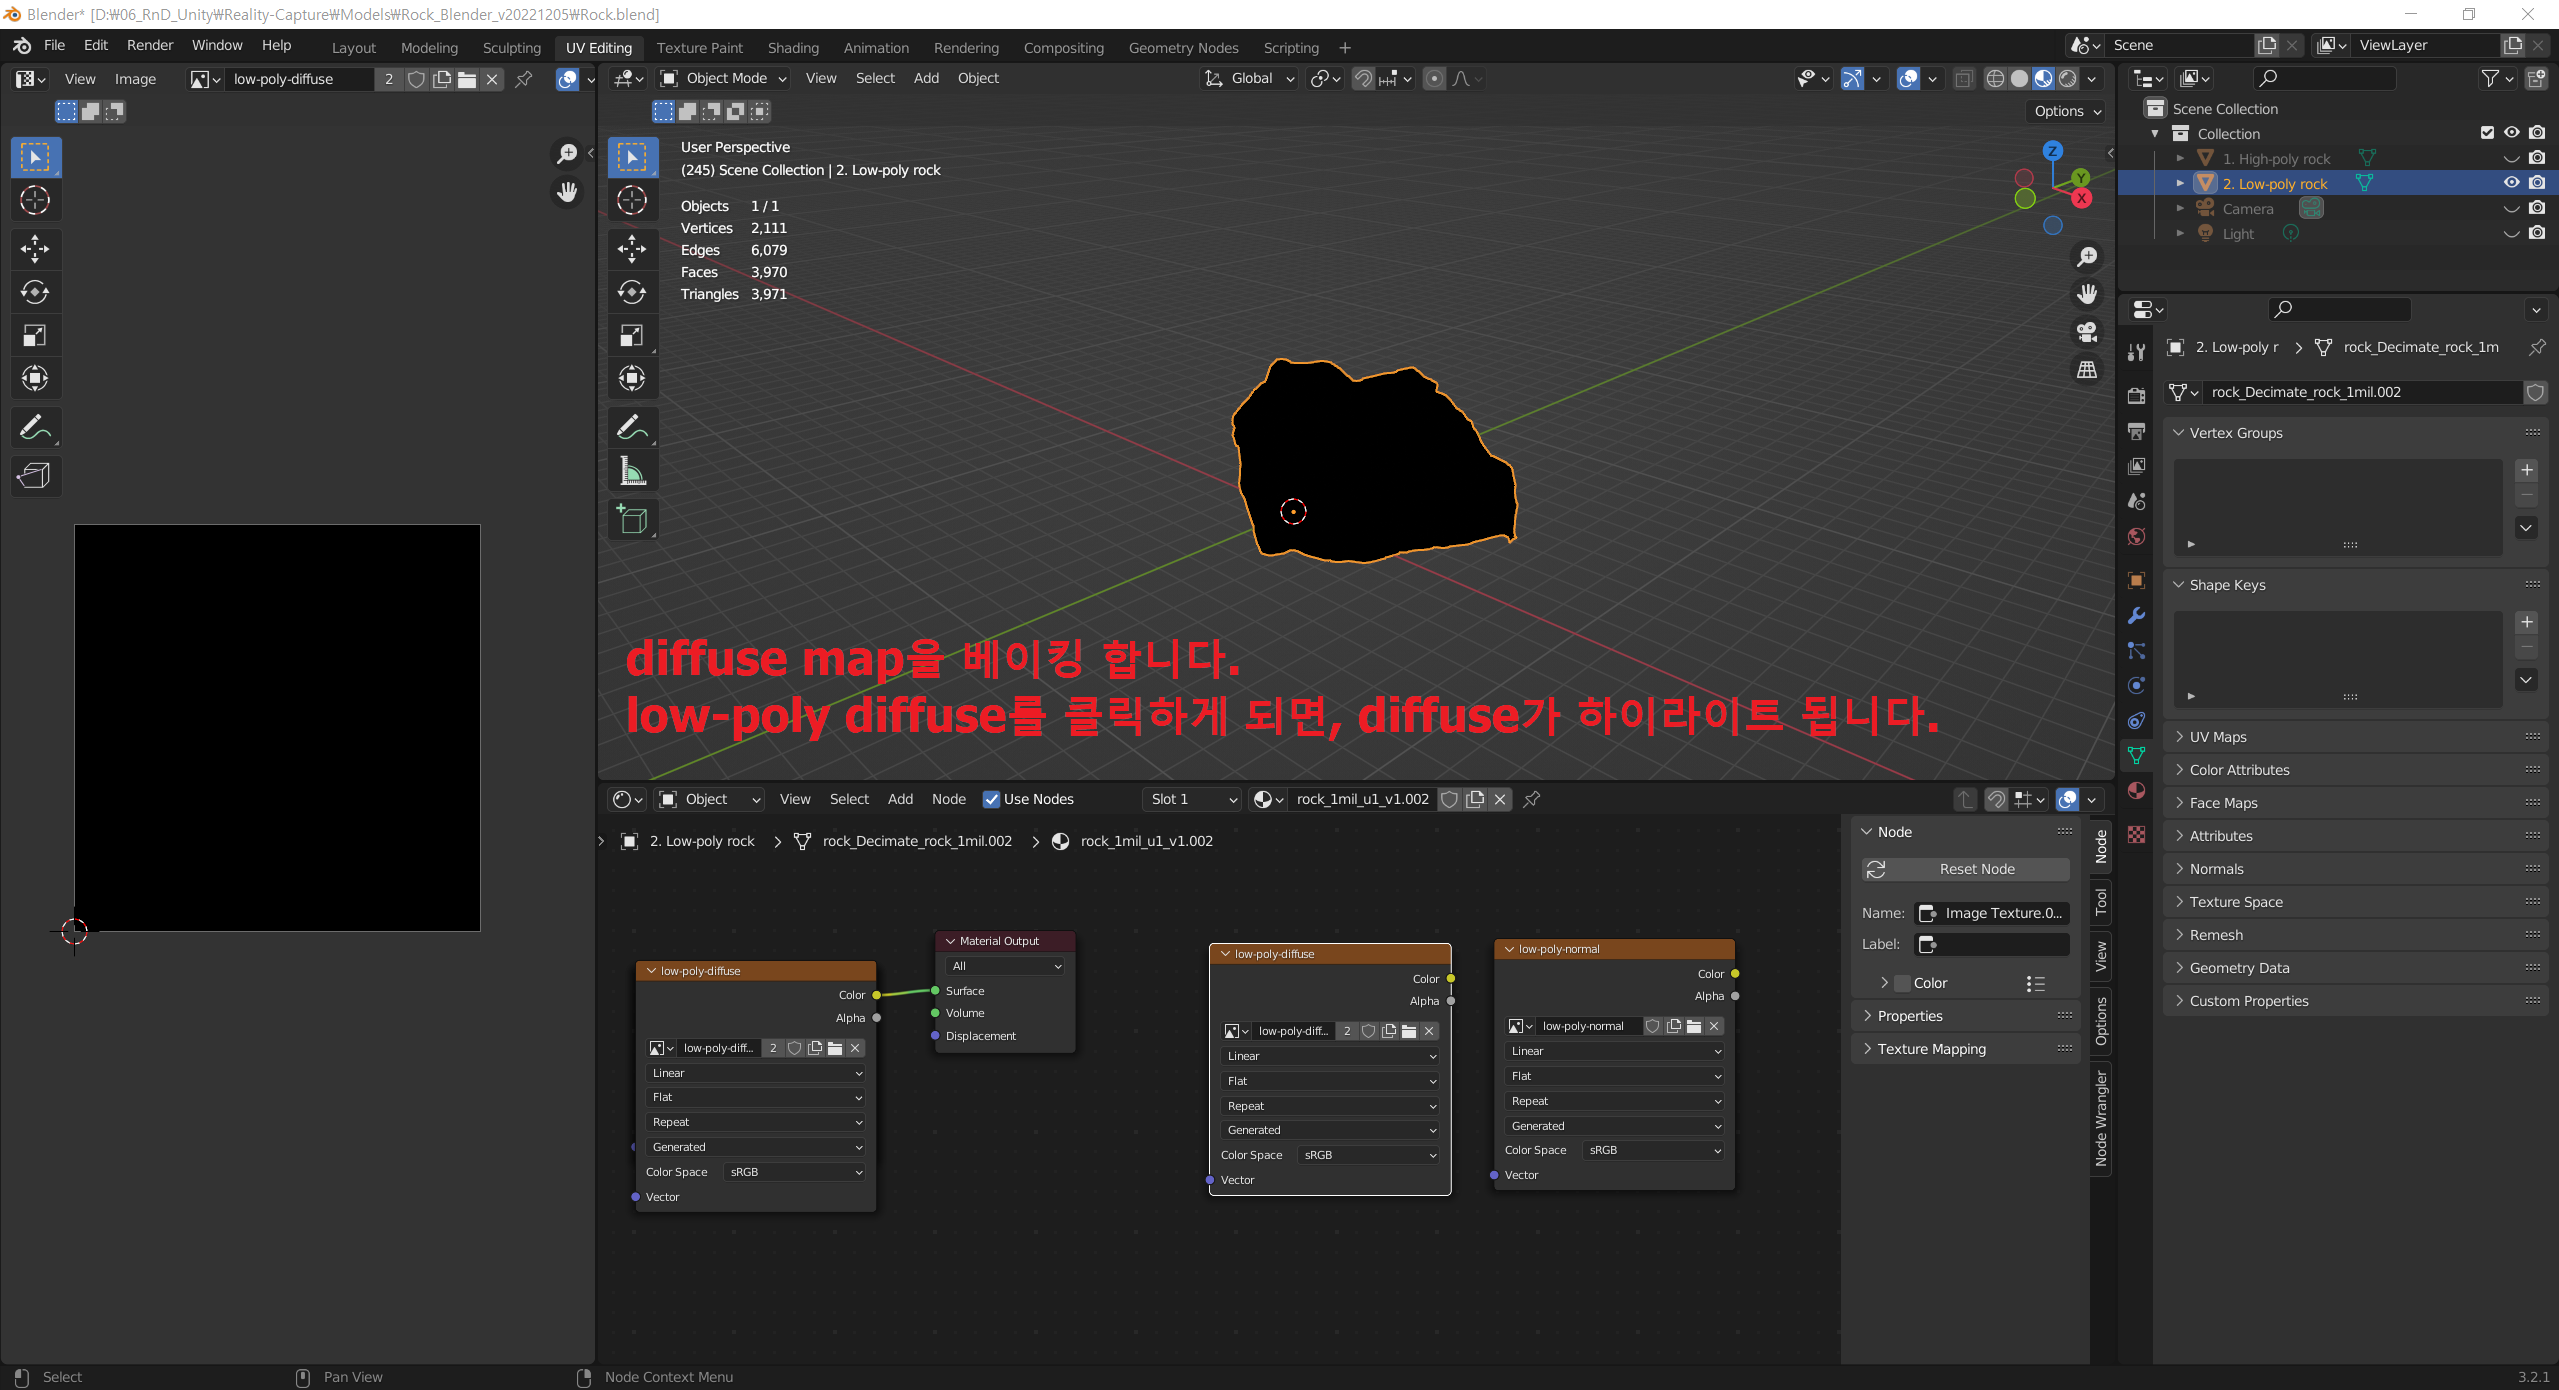 Blender* [D:₩06_RnD_Unity₩Reality-Capture₩Models₩Rock_Blender_v20221205₩Rock.blend]
File Edit Render Window Help Layout Modeling Sculpting UV Editing Texture Paint Shading Animation Rendering Compositing Geometry Nodes Scripting + Scene ViewLayer
View Image low-poly-diffuse 2
Object Mode View Select Add Object Global
Options
User Perspective
(245) Scene Collection | 2. Low-poly rock
Objects 1 / 1
Vertices 2,111
Edges 6,079
Faces 3,970
Triangles 3,971
Z
Y
X
diffuse map을 베이킹 합니다.
low-poly diffuse를 클릭하게 되면, diffuse가 하이라이트 됩니다.
Object View Select Add Node Use Nodes Slot 1 rock_1mil_u1_v1.002
2. Low-poly rock > rock_Decimate_rock_1mil.002 > rock_1mil_u1_v1.002
low-poly-diffuse
Color
Alpha
low-poly-diff... 2
Linear
Flat
Repeat
Generated
Color Space sRGB
Vector
Material Output
All
Surface
Volume
Displacement
low-poly-diffuse
Color
Alpha
low-poly-diff... 2
Linear
Flat
Repeat
Generated
Color Space sRGB
Vector
low-poly-normal
Color
Alpha
low-poly-normal
Linear
Flat
Repeat
Generated
Color Space sRGB
Vector
Node
Reset Node
Name: Image Texture.0...
Label:
Color
Properties
Texture Mapping
Node
Tool
View
Options
Node Wrangler
Scene Collection
Collection
1. High-poly rock
2. Low-poly rock
Camera
Light
2. Low-poly r > rock_Decimate_rock_1m
rock_Decimate_rock_1mil.002
Vertex Groups
Shape Keys
UV Maps
Color Attributes
Face Maps
Attributes
Normals
Texture Space
Remesh
Geometry Data
Custom Properties
Select Pan View Node Context Menu 3.2.1